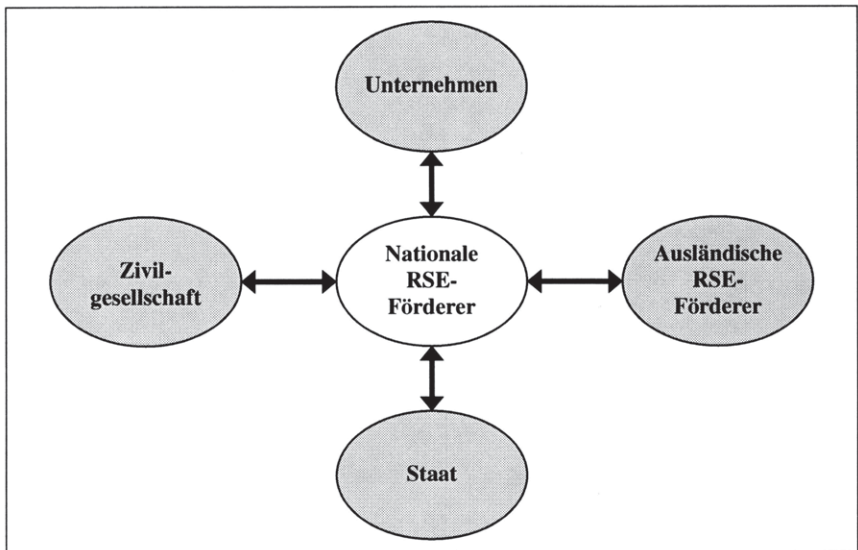 Unternehmen
Zivil-
gesellschaft
Nationale
RSE-
Förderer
Ausländische
RSE-
Förderer
Staat